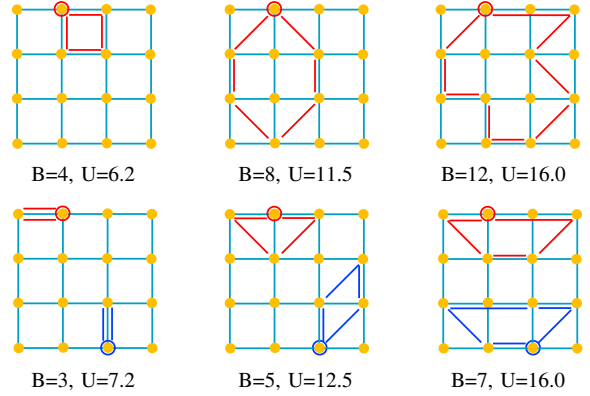 B=4, U=6.2
B=8, U=11.5
B=12, U=16.0
B=3, U=7.2
B=5, U=12.5
B=7, U=16.0